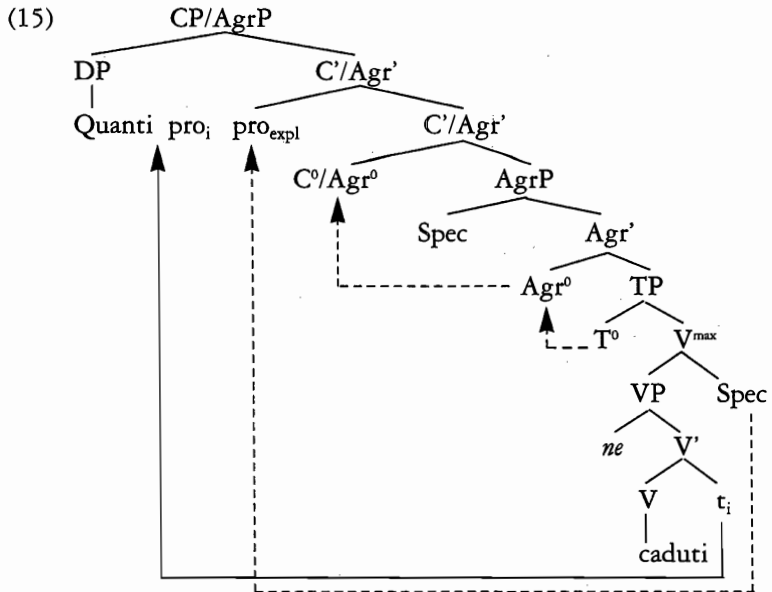 (15) CP/AgrP
DP C'/Agr'
Quanti proᵢ pro_expl C'/Agr'
C⁰/Agr⁰ AgrP
Spec Agr'
Agr⁰ TP
T⁰ Vᵐᵃˣ
VP Spec
ne V'
V tᵢ
caduti